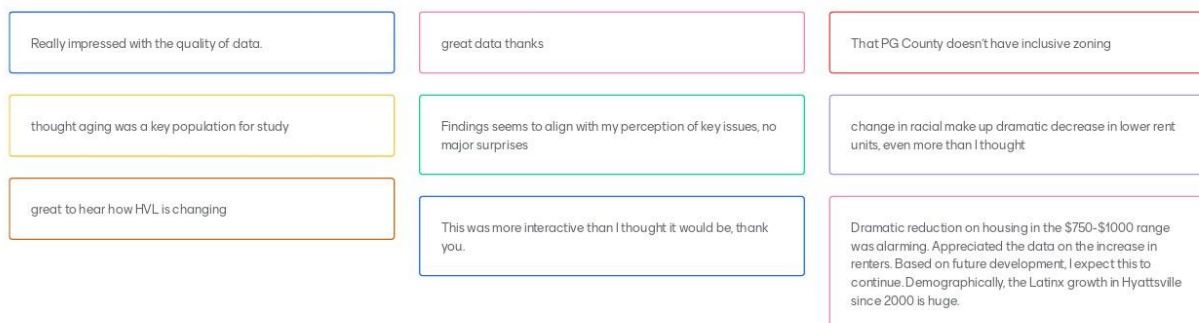 Really impressed with the quality of data.
thought aging was a key population for study
great to hear how HVL is changing
great data thanks
Findings seems to align with my perception of key issues, no
major surprises
This was more interactive than I thought it would be, thank
you.
That PG County doesn't have inclusive zoning
change in racial make up dramatic decrease in lower rent
units, even more than I thought
Dramatic reduction on housing in the $750-$1000 range
was alarming. Appreciated the data on the increase in
renters. Based on future development, I expect this to
continue. Demographically, the Latinx growth in Hyattsville
since 2000 is huge.